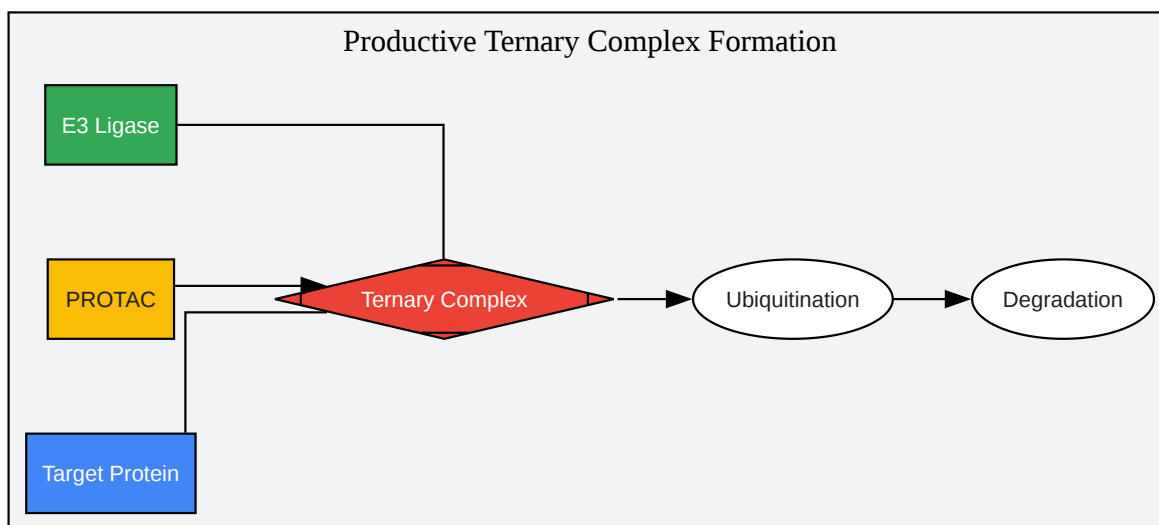 Productive Ternary Complex Formation
E3 Ligase
PROTAC
Ternary Complex
Ubiquitination
Degradation
Target Protein